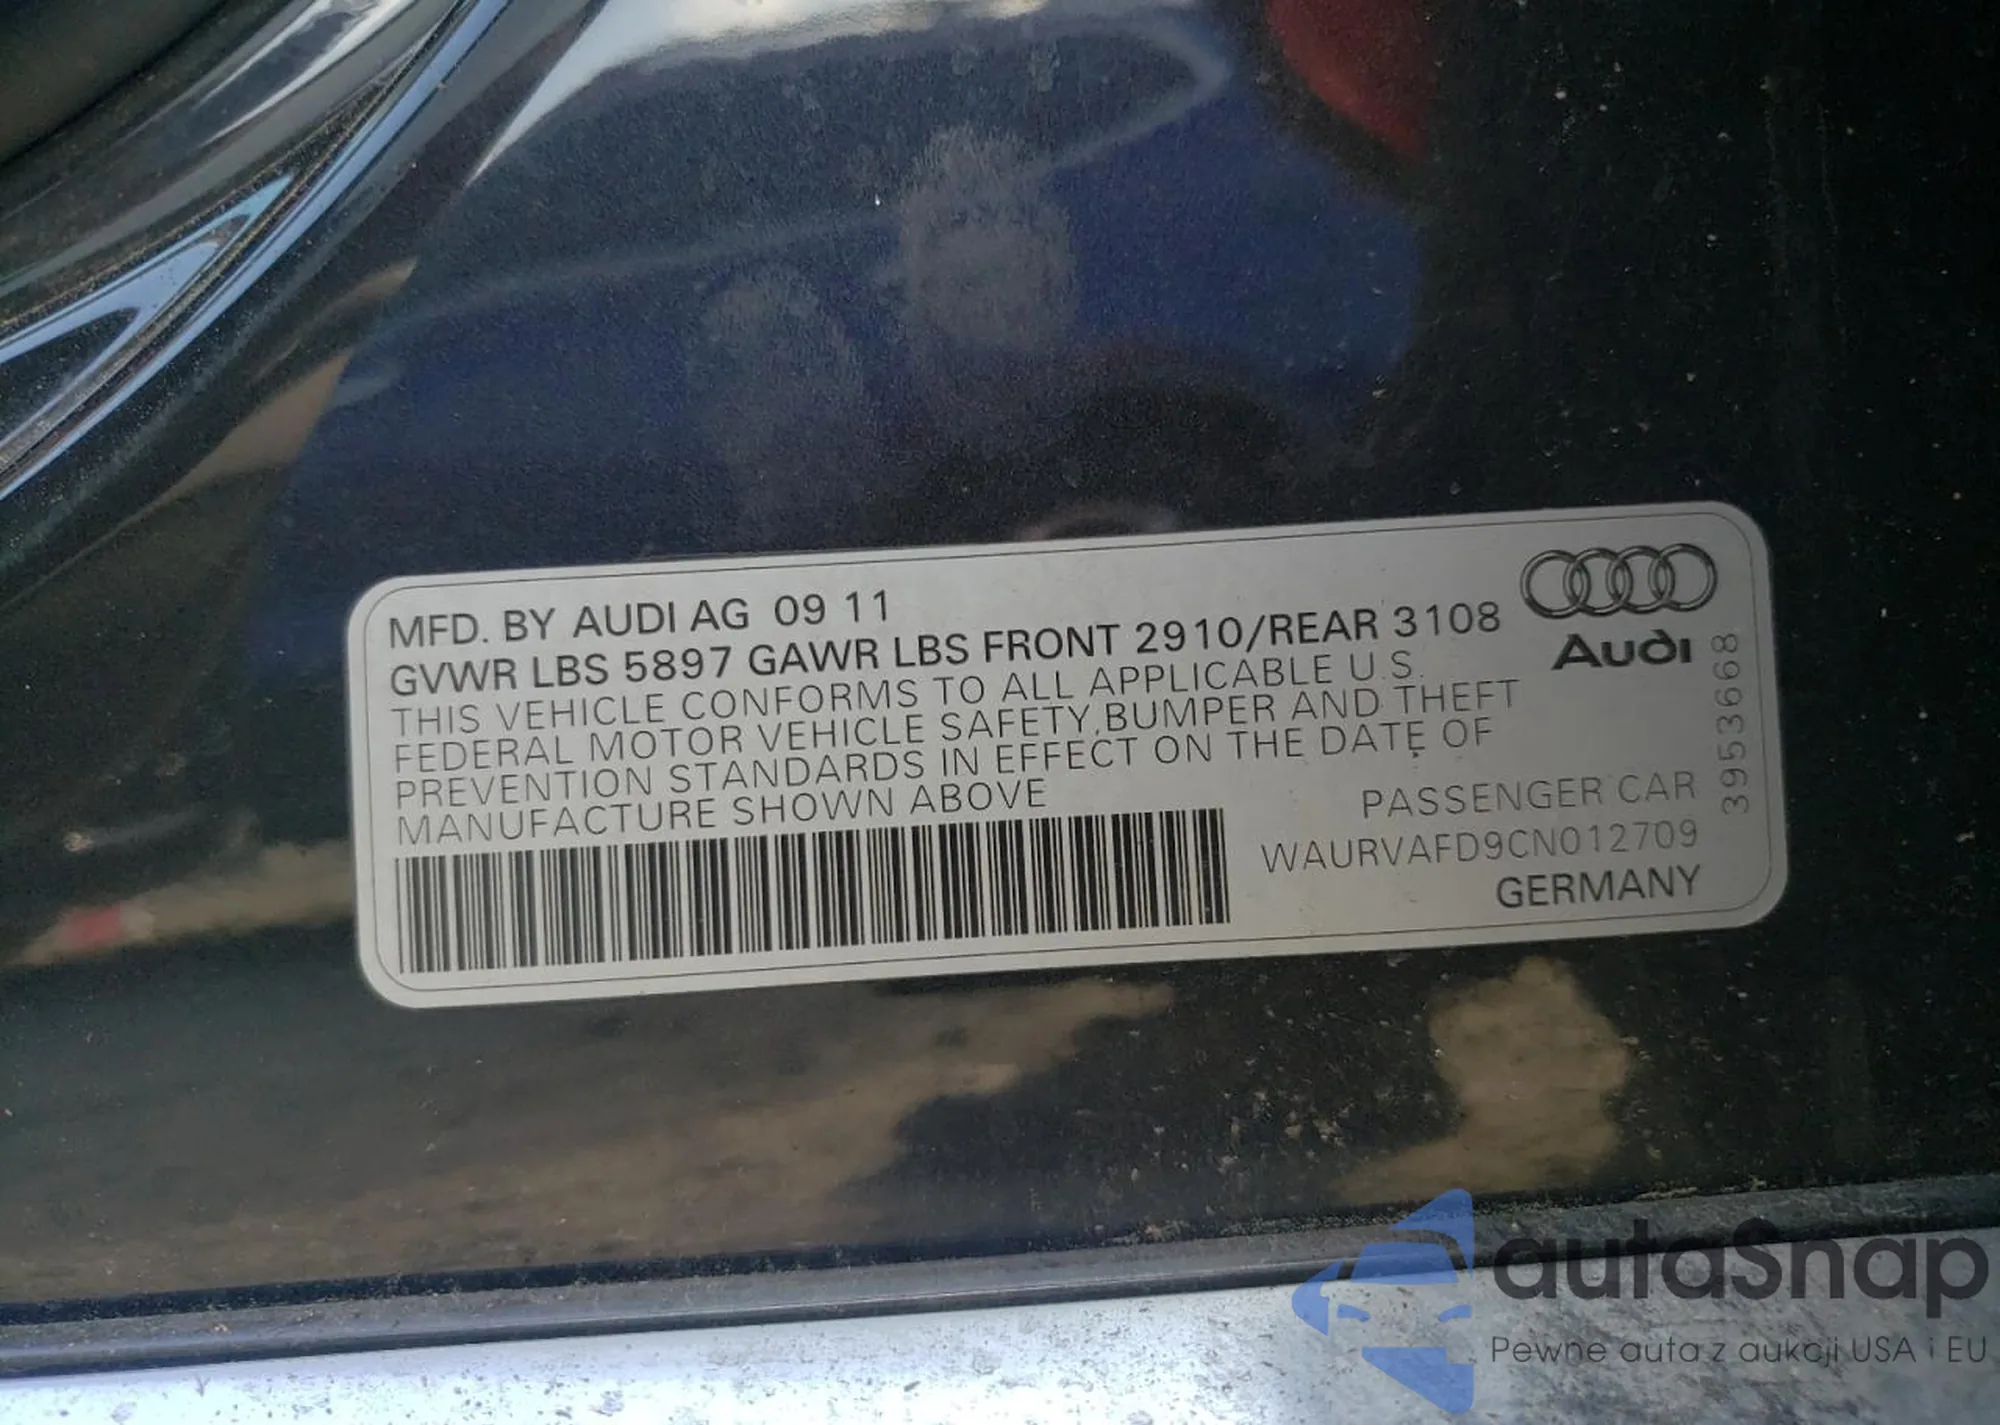 MFD. BY AUDI AG 09 11
GVWR LBS 5897 GAWR LBS FRONT 2910/REAR 3108
THIS VEHICLE CONFORMS TO ALL APPLICABLE U.S.
FEDERAL MOTOR VEHICLE SAFETY,BUMPER AND THEFT
PREVENTION STANDARDS IN EFFECT ON THE DATE OF
MANUFACTURE SHOWN ABOVE
Audi
3953668
PASSENGER CAR
WAURVAFD9CN012709
GERMANY
autaSnap
Pewne auta z aukcji USA i EU